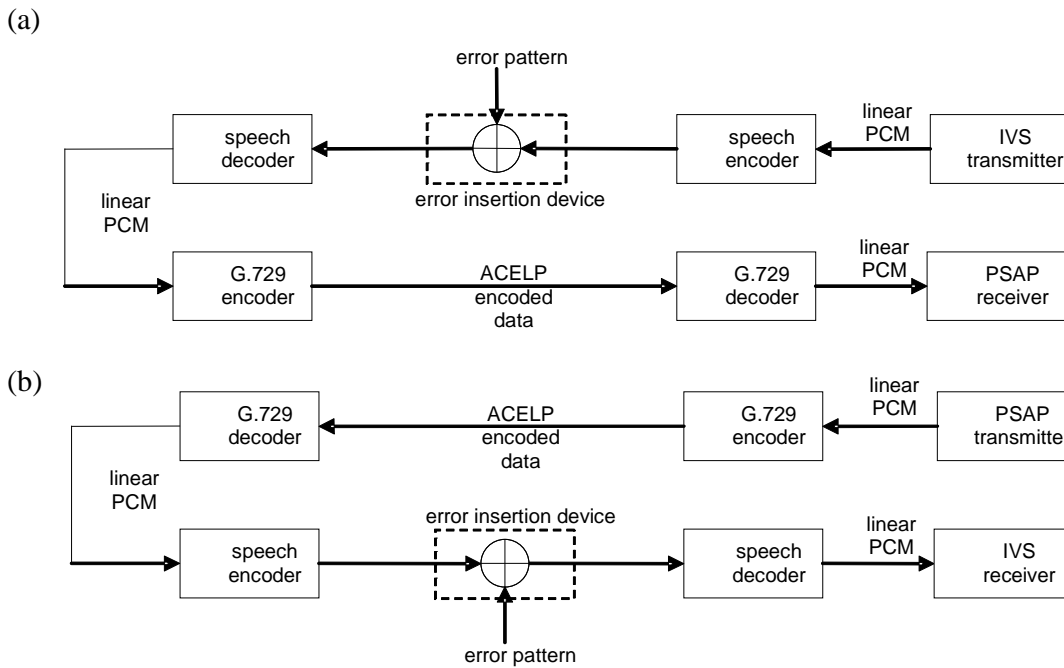 (a)
error pattern
speech
decoder
speech
encoder
linear
PCM
IVS
transmitter
error insertion device
linear
PCM
G.729
encoder
ACELP
encoded
data
G.729
decoder
linear
PCM
PSAP
receiver
(b)
G.729
decoder
ACELP
encoded
data
G.729
encoder
linear
PCM
PSAP
transmitte
linear
PCM
error insertion device
speech
encoder
speech
decoder
linear
PCM
IVS
receiver
error pattern